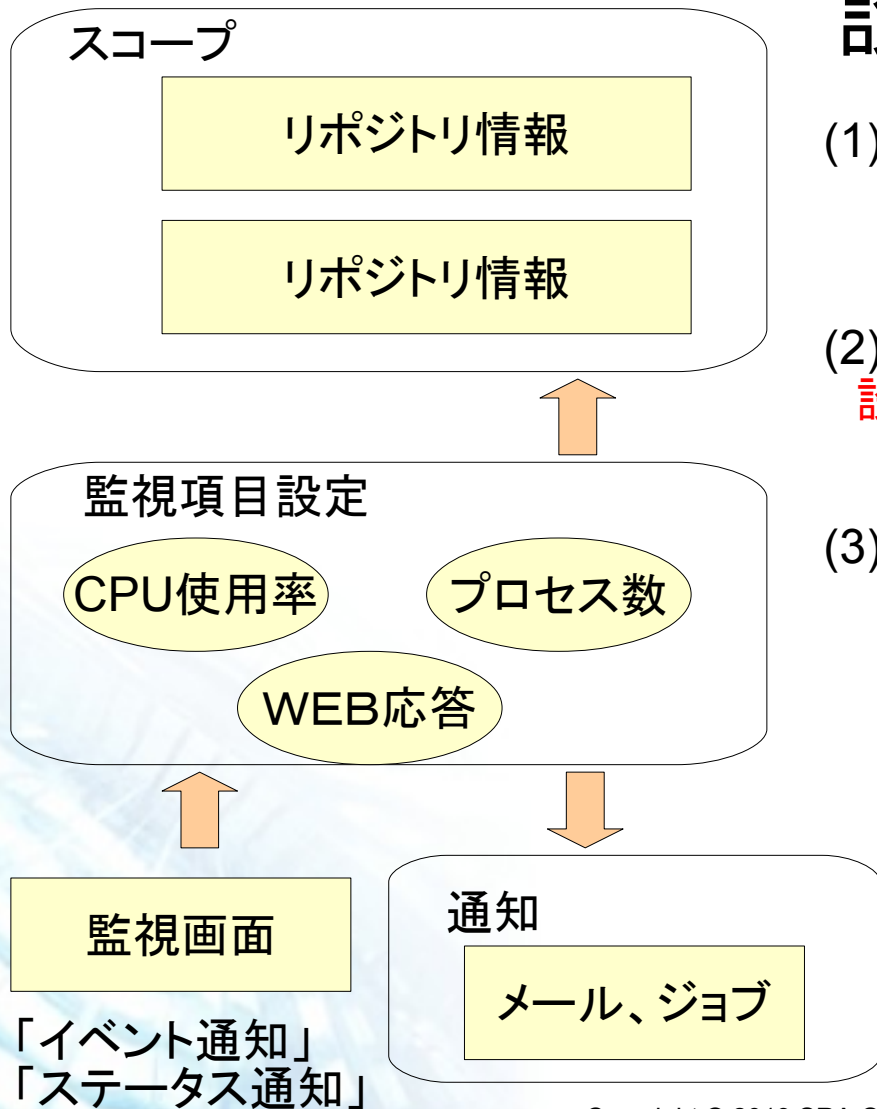 スコープ
リポジトリ情報
リポジトリ情報
監視項目設定
CPU使用率
プロセス数
WEB応答
監視画面
「イベント通知」
「ステータス通知」
通知
メール、ジョブ
(1)
(2)
(3)